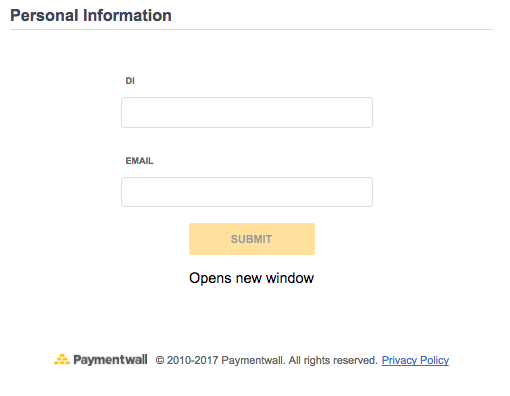 Personal Information
DI
EMAIL
SUBMIT
Opens new window
Paymentwall © 2010-2017 Paymentwall. All rights reserved. Privacy Policy